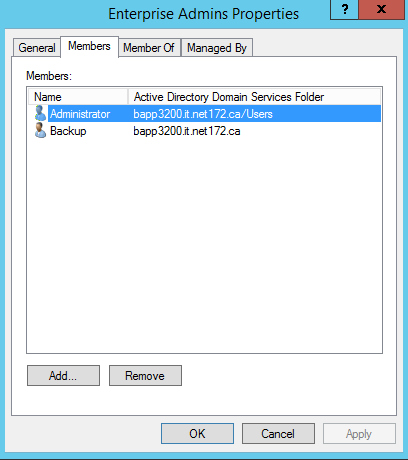 Enterprise Admins Properties ? x
General Members Member Of Managed By
Members:
Name Active Directory Domain Services Folder
Administrator bapp3200.it.net172.ca/Users
Backup bapp3200.it.net172.ca
Add... Remove
OK Cancel Apply